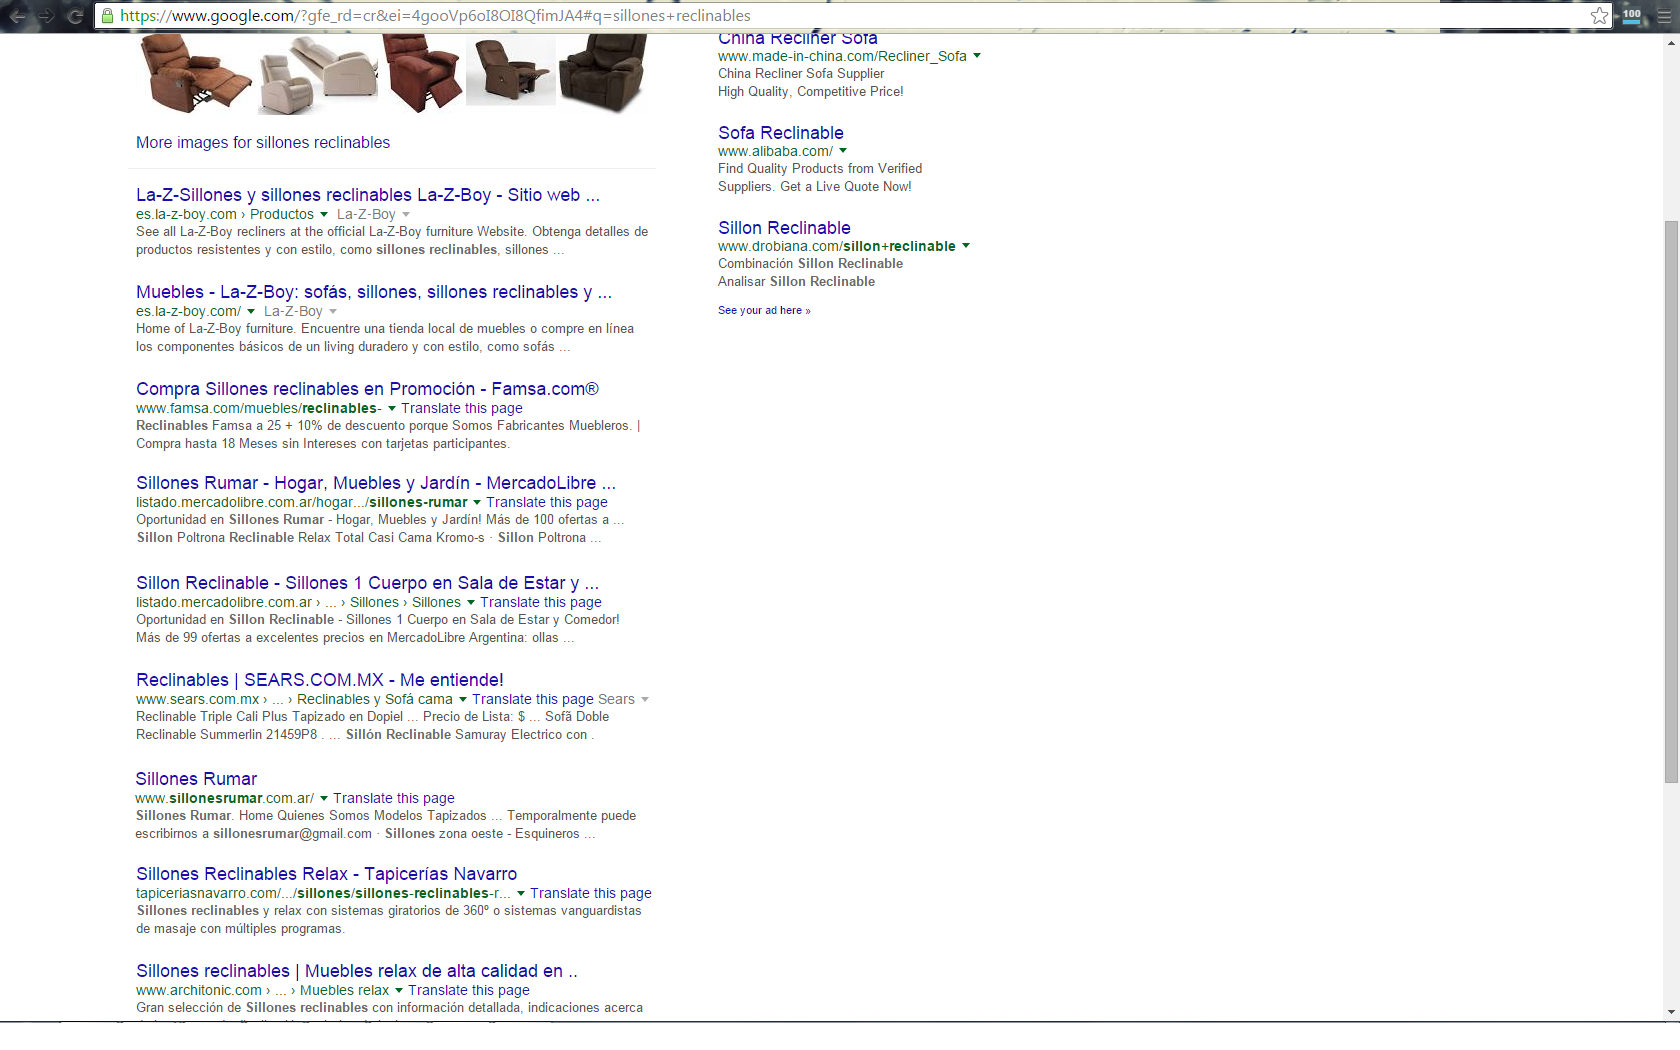 https://www.google.com/?gfe_rd=cr&ei=4gooVp6oI8OI8QfimJA4#q=sillones+reclinables
100
More images for sillones reclinables
La-Z-Sillones y sillones reclinables La-Z-Boy - Sitio web ...
es.la-z-boy.com › Productos La-Z-Boy
See all La-Z-Boy recliners at the official La-Z-Boy furniture Website. Obtenga detalles de
productos resistentes y con estilo, como sillones reclinables, sillones ...
Muebles - La-Z-Boy: sofás, sillones, sillones reclinables y ...
es.la-z-boy.com/ La-Z-Boy
Home of La-Z-Boy furniture. Encuentre una tienda local de muebles o compre en línea
los componentes básicos de un living duradero y con estilo, como sofás ...
Compra Sillones reclinables en Promoción - Famsa.com®
www.famsa.com/muebles/reclinables- Translate this page
Reclinables Famsa a 25 + 10% de descuento porque Somos Fabricantes Muebleros. |
Compra hasta 18 Meses sin Intereses con tarjetas participantes.
Sillones Rumar - Hogar, Muebles y Jardín - MercadoLibre ...
listado.mercadolibre.com.ar/hogar.../sillones-rumar Translate this page
Oportunidad en Sillones Rumar - Hogar, Muebles y Jardín! Más de 100 ofertas a ...
Sillon Poltrona Reclinable Relax Total Casi Cama Kromo-s · Sillon Poltrona ...
Sillon Reclinable - Sillones 1 Cuerpo en Sala de Estar y ...
listado.mercadolibre.com.ar › ... › Sillones › Sillones Translate this page
Oportunidad en Sillon Reclinable - Sillones 1 Cuerpo en Sala de Estar y Comedor!
Más de 99 ofertas a excelentes precios en MercadoLibre Argentina: ollas ...
Reclinables | SEARS.COM.MX - Me entiende!
www.sears.com.mx › ... › Reclinables y Sofá cama Translate this page Sears
Reclinable Triple Cali Plus Tapizado en Dopiel ... Precio de Lista: $ ... Sofã Doble
Reclinable Summerlin 21459P8 . ... Sillón Reclinable Samuray Electrico con .
Sillones Rumar
www.sillonesrumar.com.ar/ Translate this page
Sillones Rumar. Home Quienes Somos Modelos Tapizados ... Temporalmente puede
escribirnos a sillonesrumar@gmail.com · Sillones zona oeste - Esquineros ...
Sillones Reclinables Relax - Tapicerías Navarro
tapiceriasnavarro.com/.../sillones/sillones-reclinables-r... Translate this page
Sillones reclinables y relax con sistemas giratorios de 360º o sistemas vanguardistas
de masaje con múltiples programas.
Sillones reclinables | Muebles relax de alta calidad en ..
www.architonic.com › ... › Muebles relax Translate this page
Gran selección de Sillones reclinables con información detallada, indicaciones acerca
China Recliner Sofa
www.made-in-china.com/Recliner_Sofa
China Recliner Sofa Supplier
High Quality, Competitive Price!
Sofa Reclinable
www.alibaba.com/
Find Quality Products from Verified
Suppliers. Get a Live Quote Now!
Sillon Reclinable
www.drobiana.com/sillon+reclinable
Combinación Sillon Reclinable
Analisar Sillon Reclinable
See your ad here »